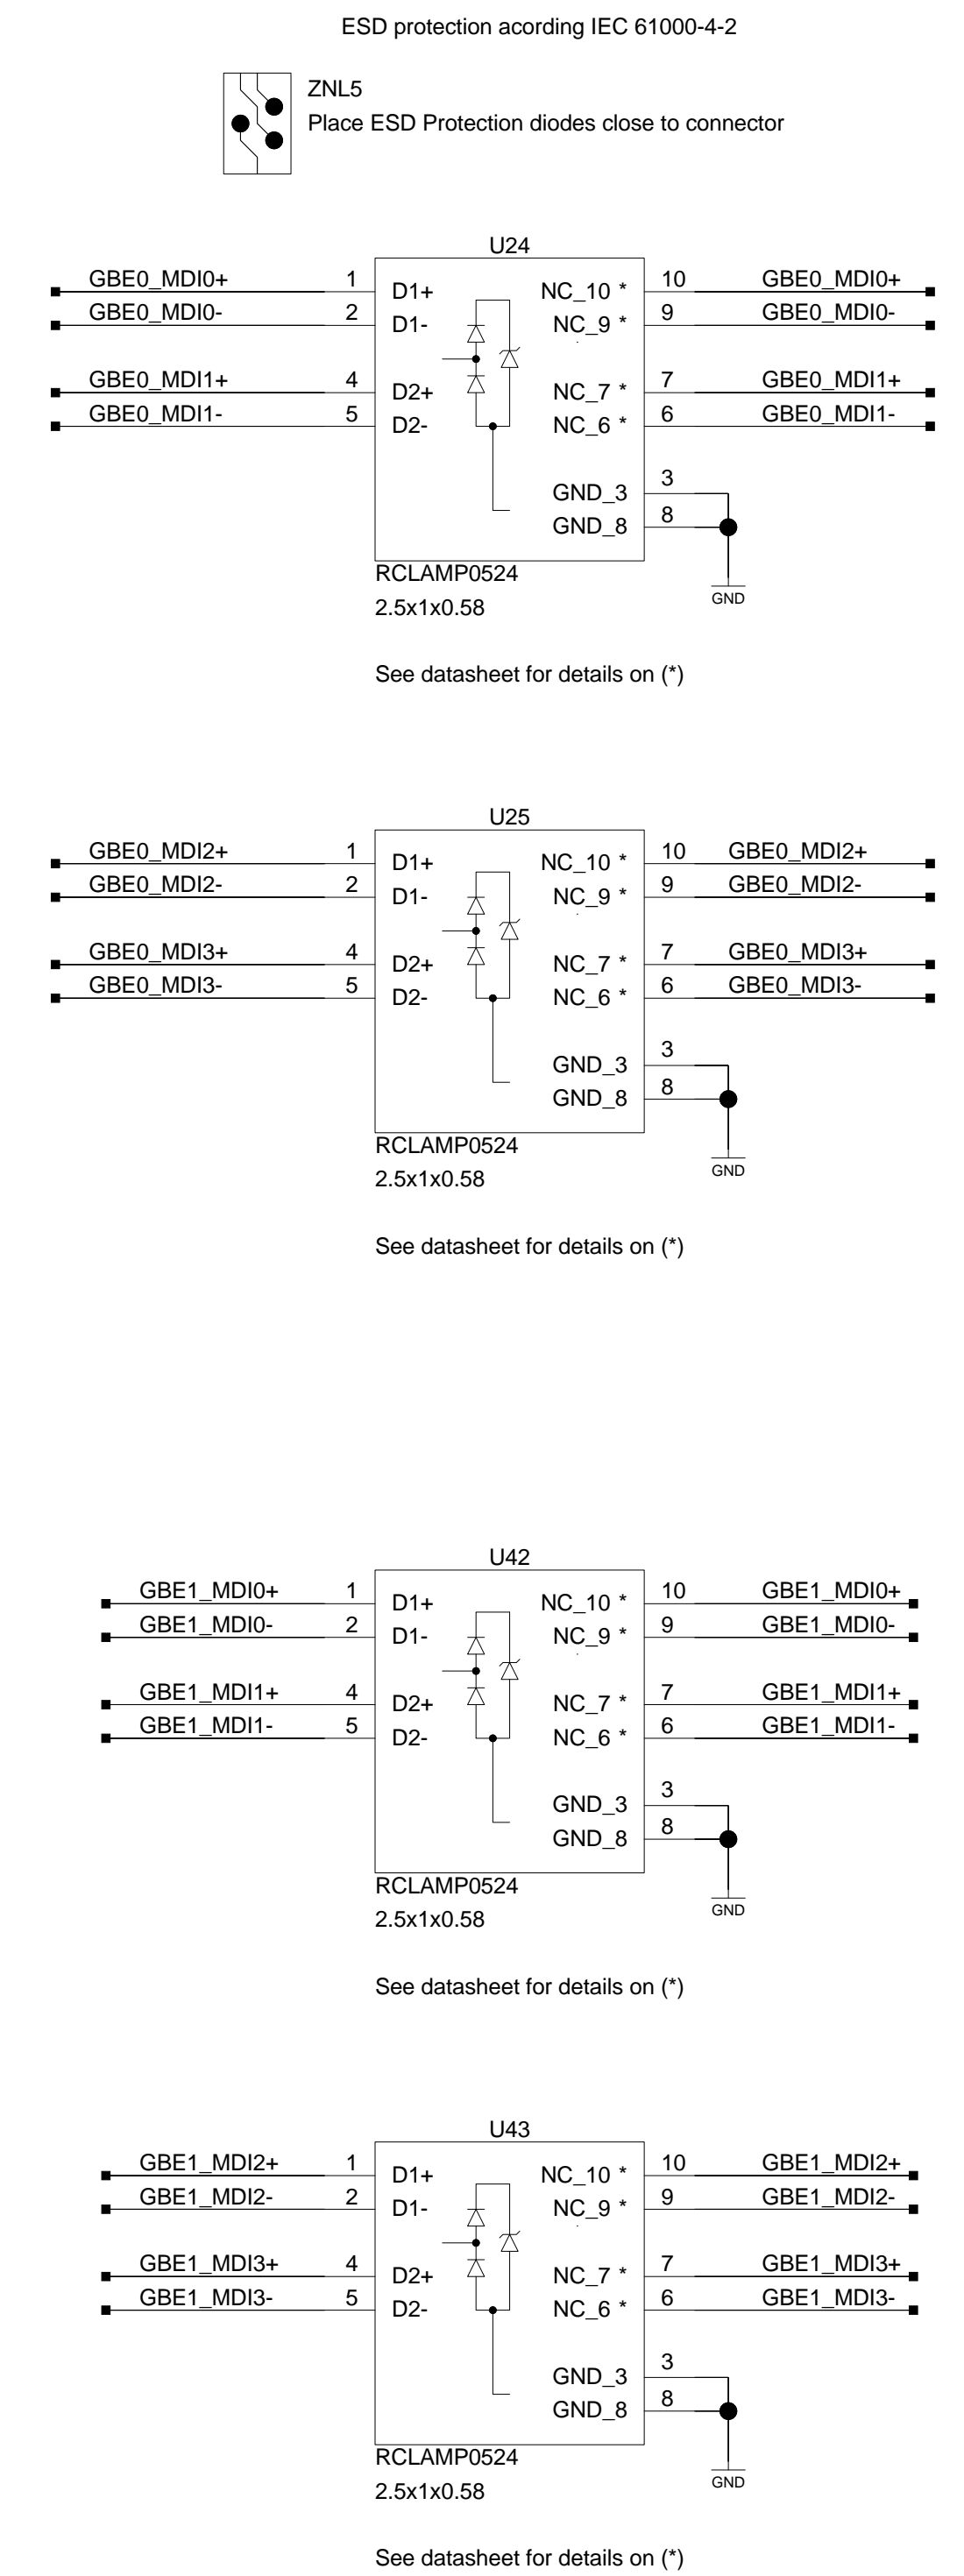 ESD protection acording IEC 61000-4-2
ZNL5
Place ESD Protection diodes close to connector
U24
GBE0_MDI0+ 1 D1+ NC_10 * 10 GBE0_MDI0+
GBE0_MDI0- 2 D1- NC_9 * 9 GBE0_MDI0-
GBE0_MDI1+ 4 D2+ NC_7 * 7 GBE0_MDI1+
GBE0_MDI1- 5 D2- NC_6 * 6 GBE0_MDI1-
GND_3 3
GND_8 8
GND
RCLAMP0524
2.5x1x0.58
See datasheet for details on (*)
U25
GBE0_MDI2+ 1 D1+ NC_10 * 10 GBE0_MDI2+
GBE0_MDI2- 2 D1- NC_9 * 9 GBE0_MDI2-
GBE0_MDI3+ 4 D2+ NC_7 * 7 GBE0_MDI3+
GBE0_MDI3- 5 D2- NC_6 * 6 GBE0_MDI3-
GND_3 3
GND_8 8
GND
RCLAMP0524
2.5x1x0.58
See datasheet for details on (*)
U42
GBE1_MDI0+ 1 D1+ NC_10 * 10 GBE1_MDI0+
GBE1_MDI0- 2 D1- NC_9 * 9 GBE1_MDI0-
GBE1_MDI1+ 4 D2+ NC_7 * 7 GBE1_MDI1+
GBE1_MDI1- 5 D2- NC_6 * 6 GBE1_MDI1-
GND_3 3
GND_8 8
GND
RCLAMP0524
2.5x1x0.58
See datasheet for details on (*)
U43
GBE1_MDI2+ 1 D1+ NC_10 * 10 GBE1_MDI2+
GBE1_MDI2- 2 D1- NC_9 * 9 GBE1_MDI2-
GBE1_MDI3+ 4 D2+ NC_7 * 7 GBE1_MDI3+
GBE1_MDI3- 5 D2- NC_6 * 6 GBE1_MDI3-
GND_3 3
GND_8 8
GND
RCLAMP0524
2.5x1x0.58
See datasheet for details on (*)